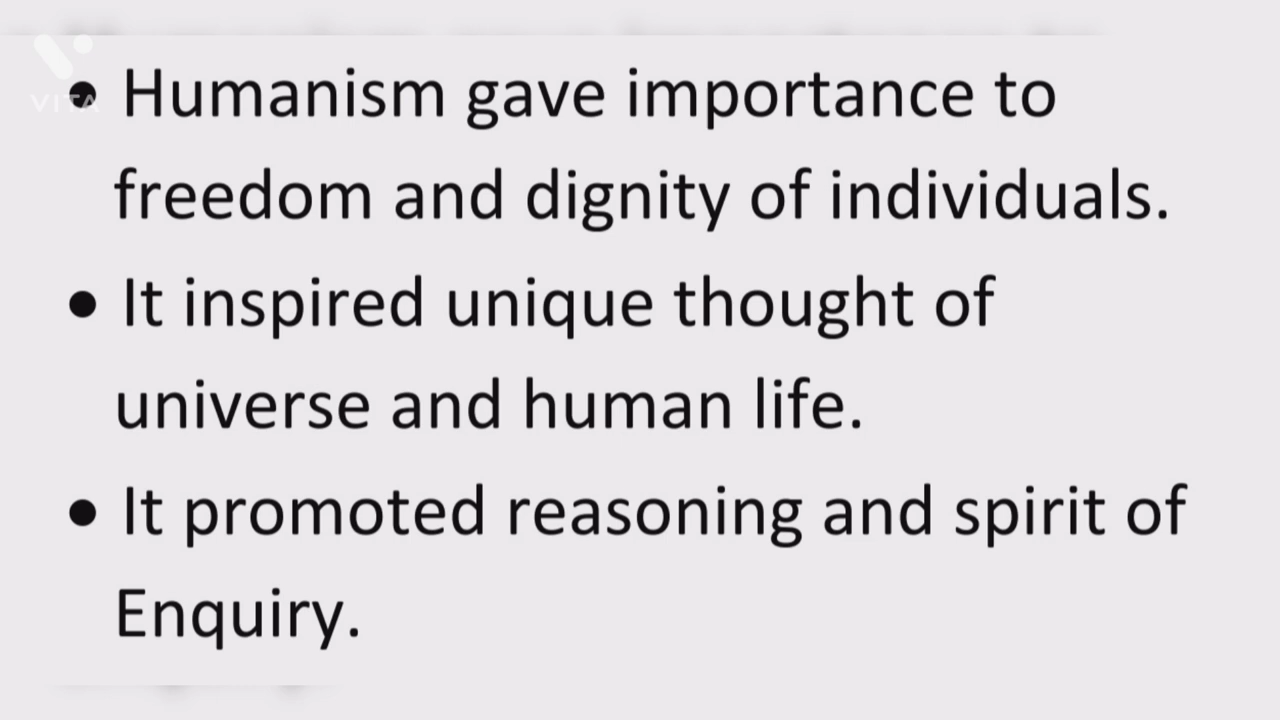 VITA
• Humanism gave importance to
freedom and dignity of individuals.
• It inspired unique thought of
universe and human life.
• It promoted reasoning and spirit of
Enquiry.